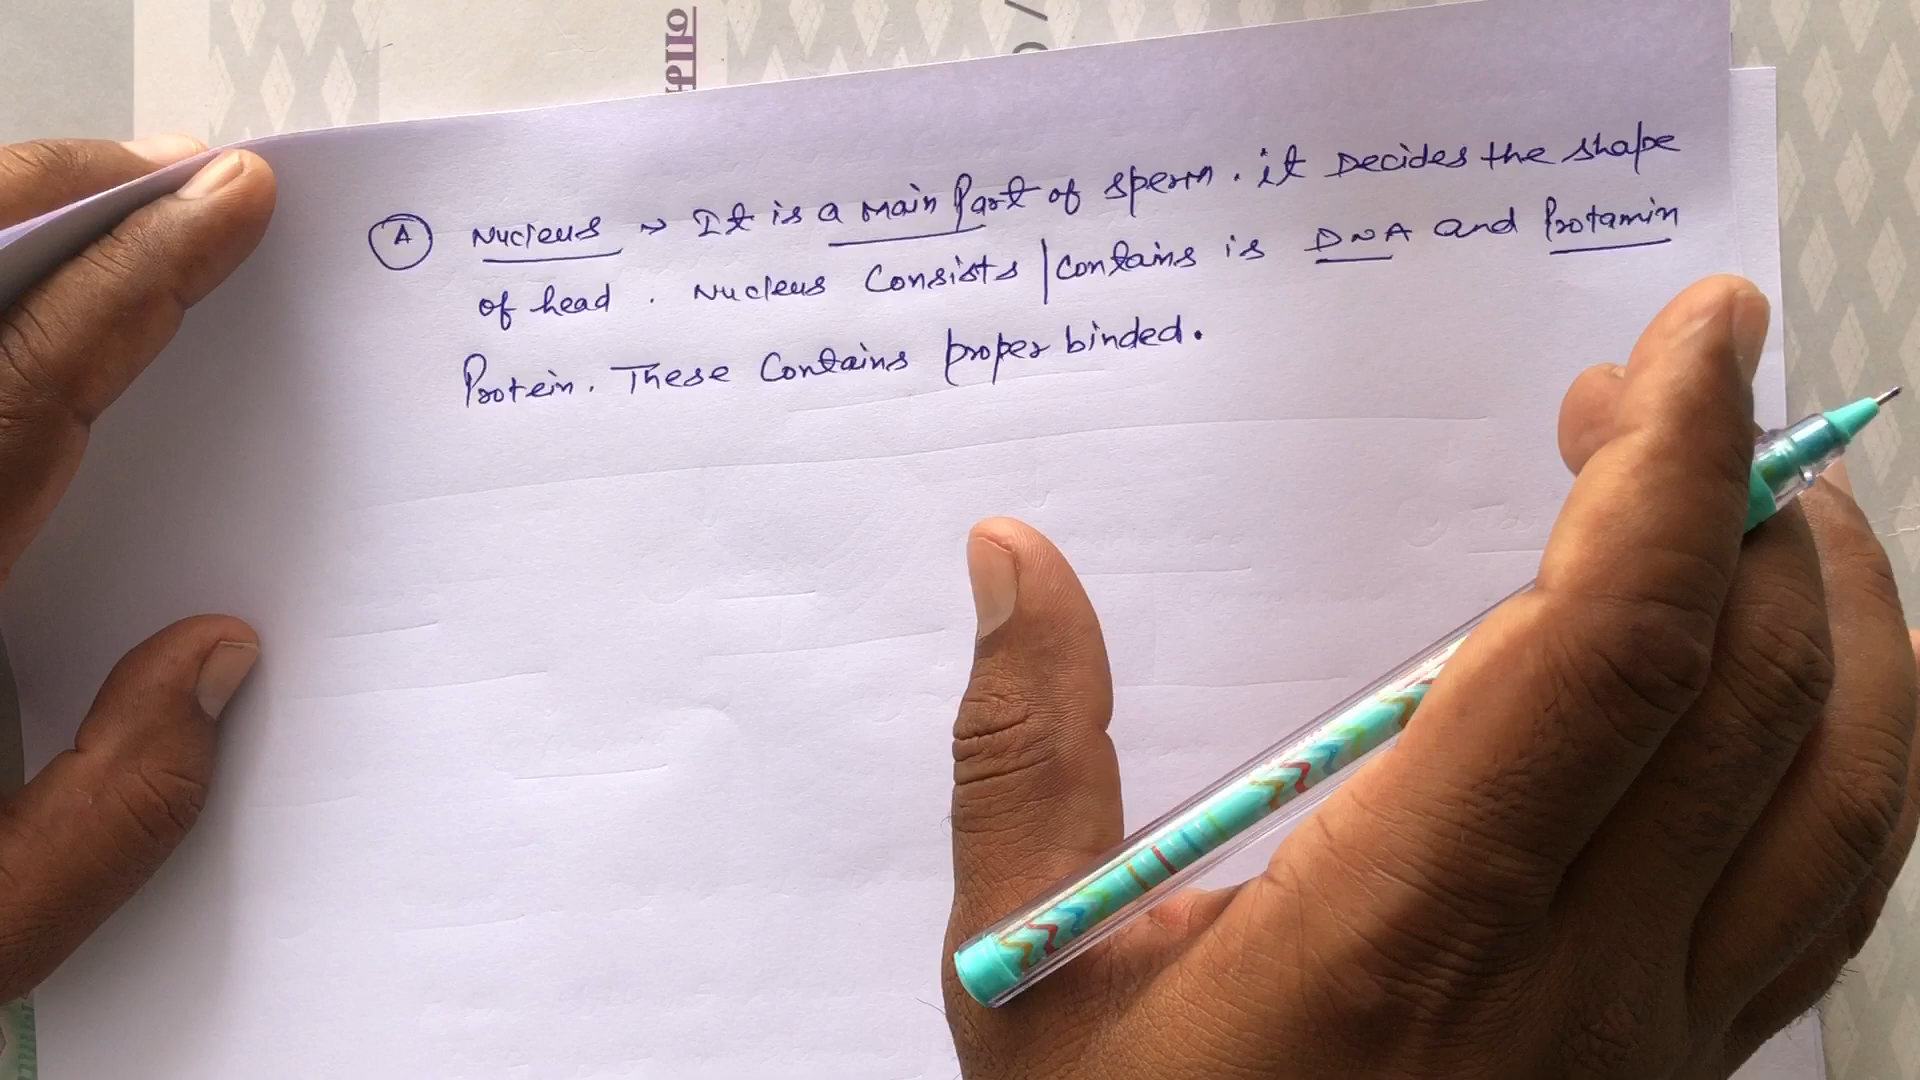 A Nucleus → It is a main Part of sperm. it Decides the shape
of head. Nucleus Consists / Contains is DNA and Protamin
Protein. These Contains proper binded.